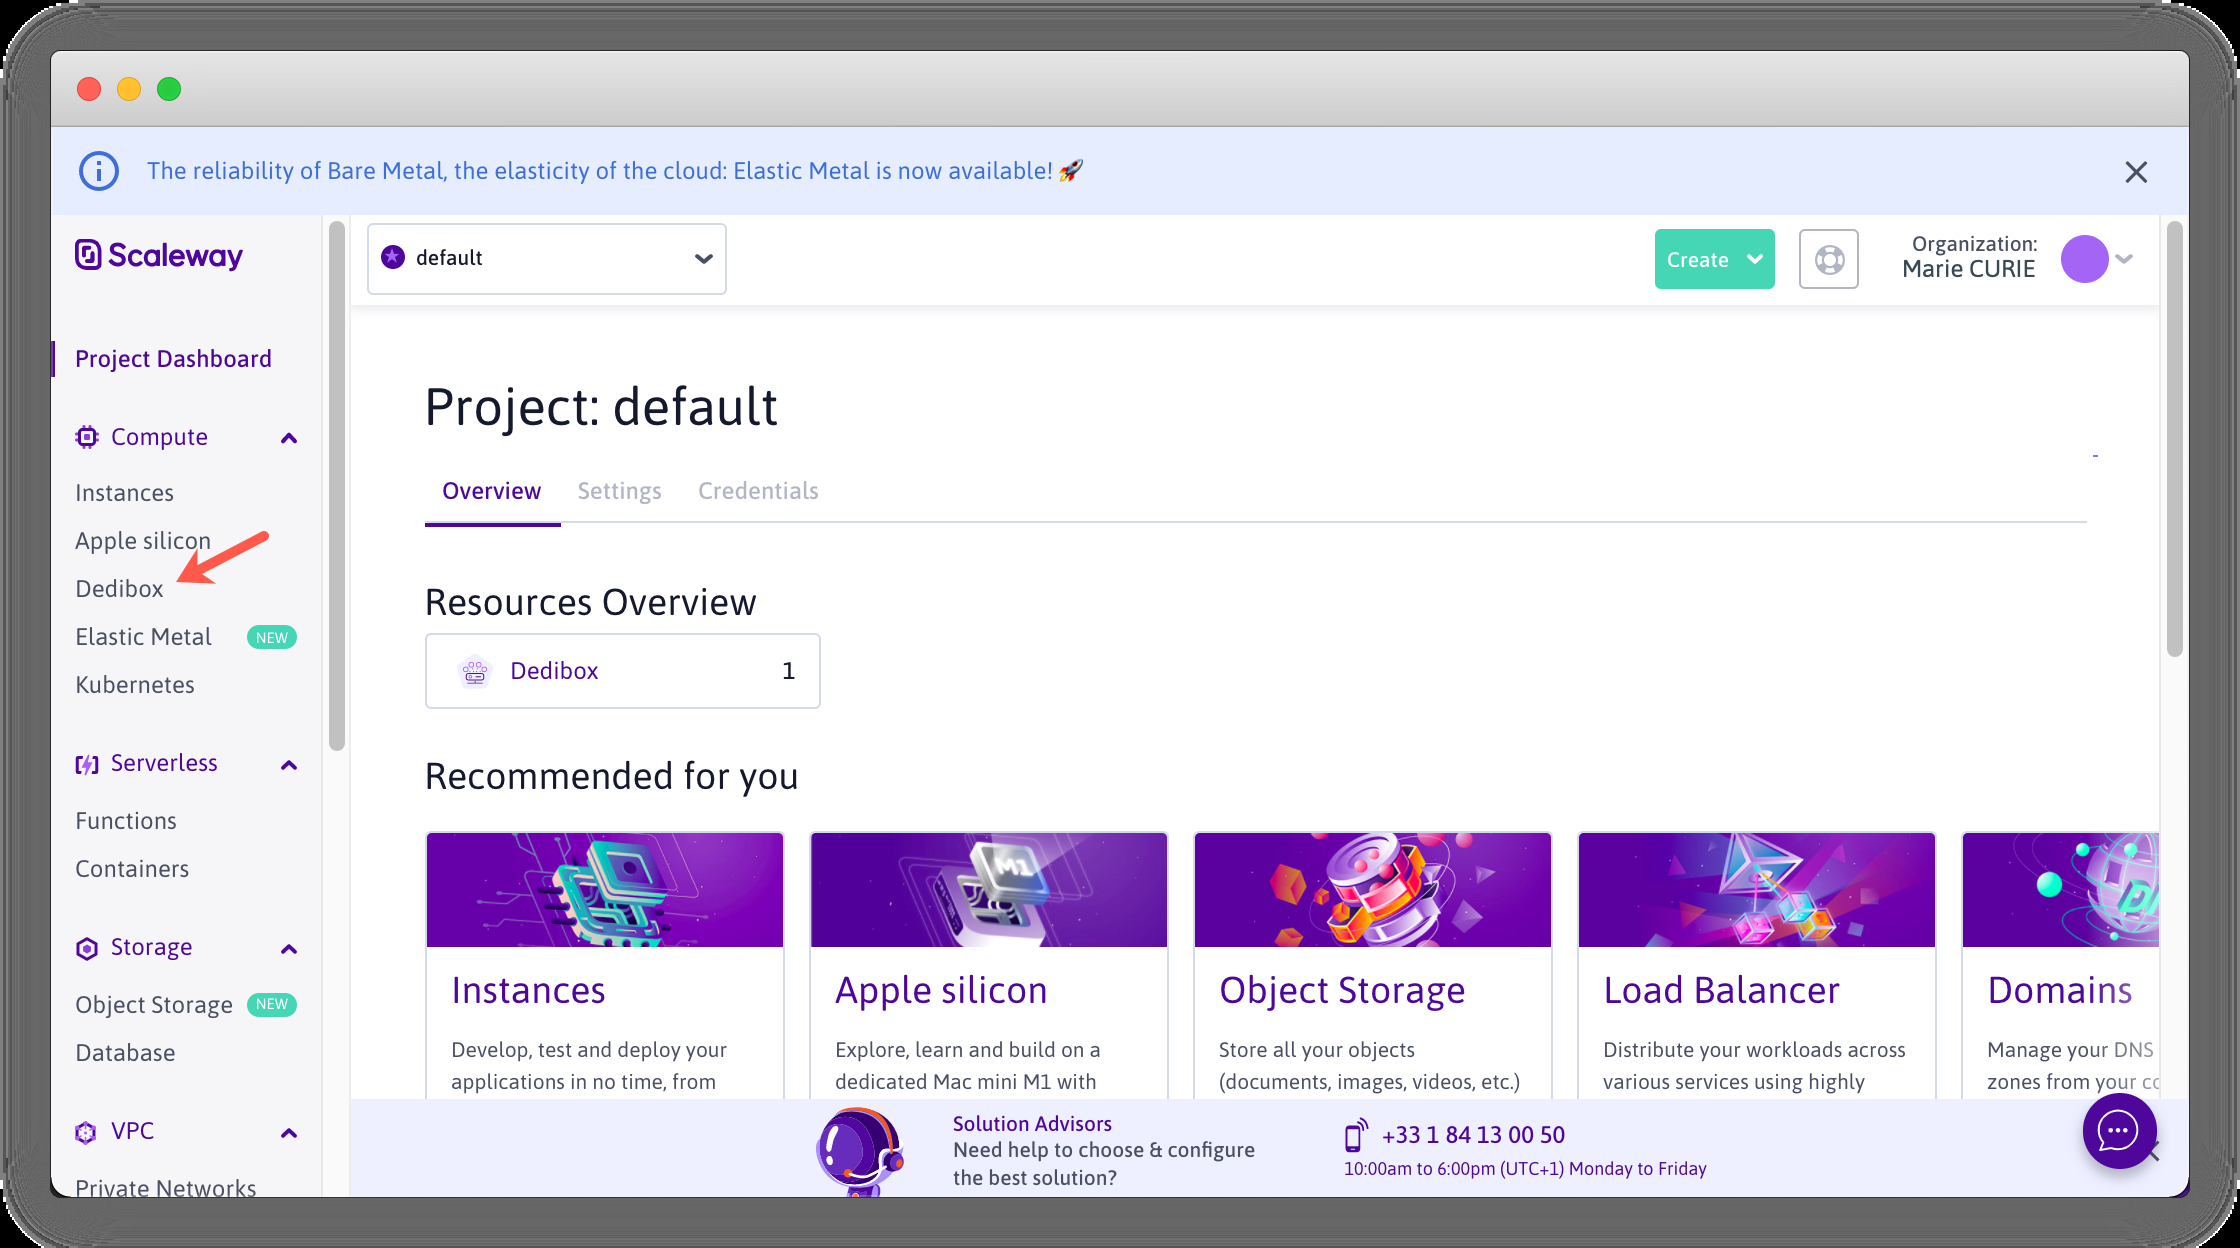 The reliability of Bare Metal, the elasticity of the cloud: Elastic Metal is now available! 🚀
Scaleway
default
Create
Organization:
Marie CURIE
Project Dashboard
Compute
Instances
Apple silicon
Dedibox
Elastic Metal NEW
Kubernetes
Serverless
Functions
Containers
Storage
Object Storage NEW
Database
VPC
Private Networks
Project: default
Overview Settings Credentials
Resources Overview
Dedibox 1
Recommended for you
M1
Instances
Develop, test and deploy your
applications in no time, from
Apple silicon
Explore, learn and build on a
dedicated Mac mini M1 with
Object Storage
Store all your objects
(documents, images, videos, etc.)
Load Balancer
Distribute your workloads across
various services using highly
Domains
Manage your DNS
zones from your
Solution Advisors
Need help to choose & configure
the best solution?
+33 1 84 13 00 50
10:00am to 6:00pm (UTC+1) Monday to Friday